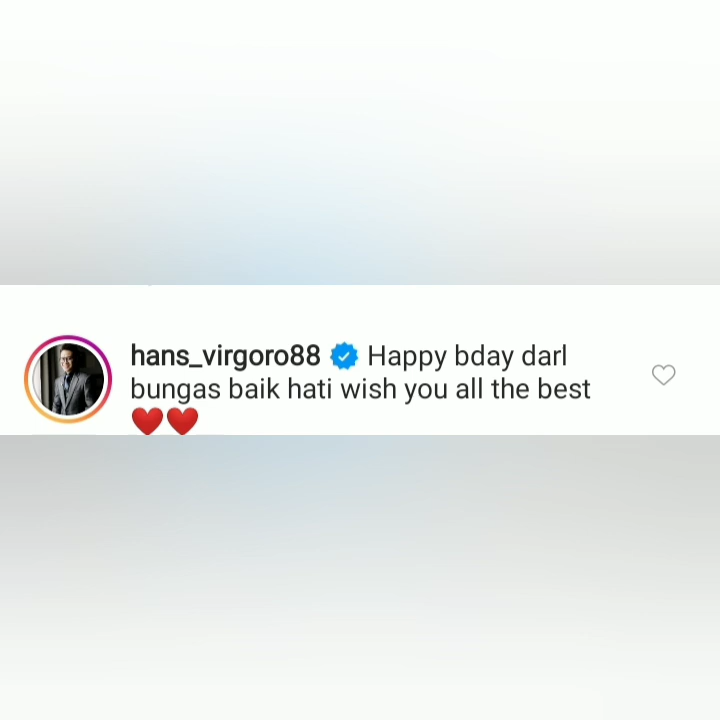 hans_virgoro88 Happy bday darl
bungas baik hati wish you all the best
❤️❤️